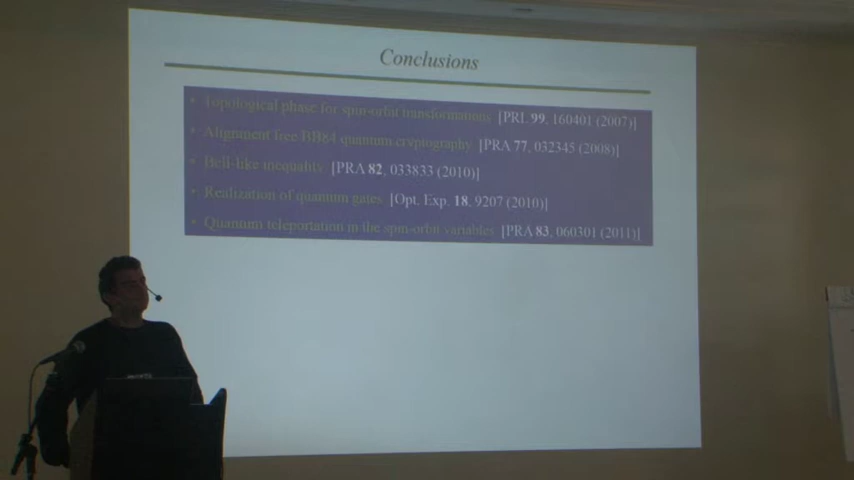 Conclusions
• Topological phase for spin-orbit transformations [PRL 99, 160401 (2007)]
• Alignment free BB84 quantum cryptography [PRA 77, 032345 (2008)]
• Bell-like inequality [PRA 82, 033833 (2010)]
• Realization of quantum gates [Opt. Exp. 18, 9207 (2010)]
• Quantum teleportation in the spin-orbit variables [PRA 83, 060301 (2011)]